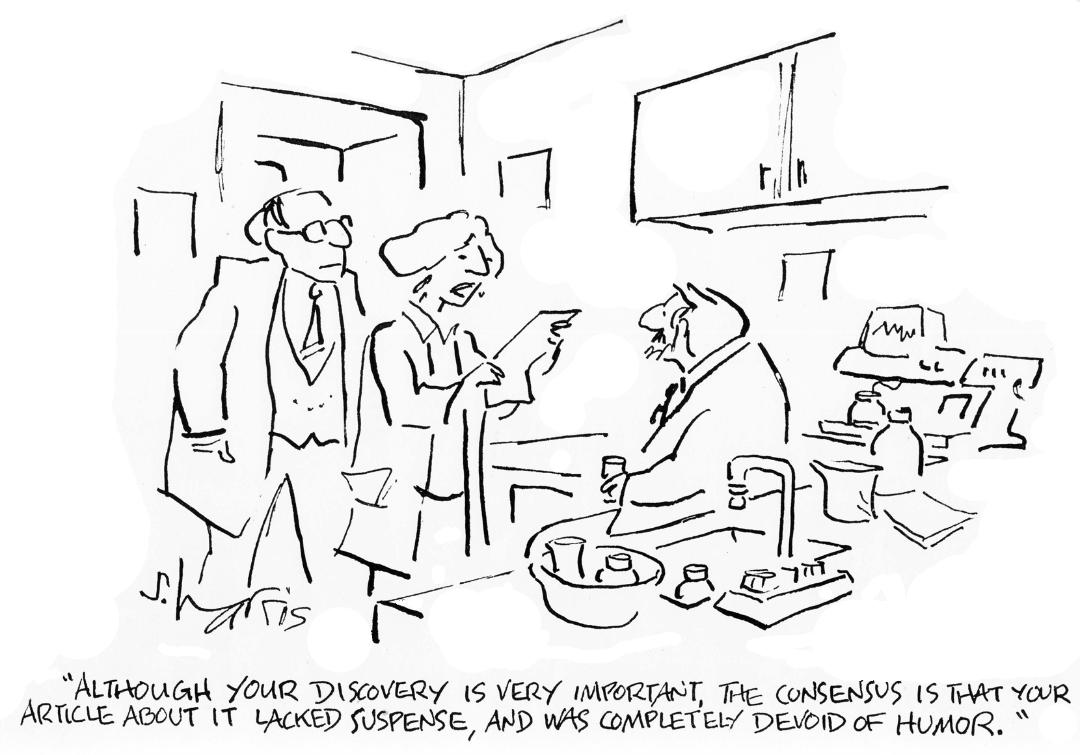 s. harris
"ALTHOUGH YOUR DISCOVERY IS VERY IMPORTANT, THE CONSENSUS IS THAT YOUR
ARTICLE ABOUT IT LACKED SUSPENSE, AND WAS COMPLETELY DEVOID OF HUMOR."